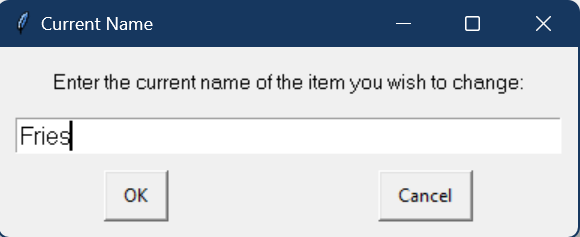 Current Name
Enter the current name of the item you wish to change:
Fries
OK Cancel